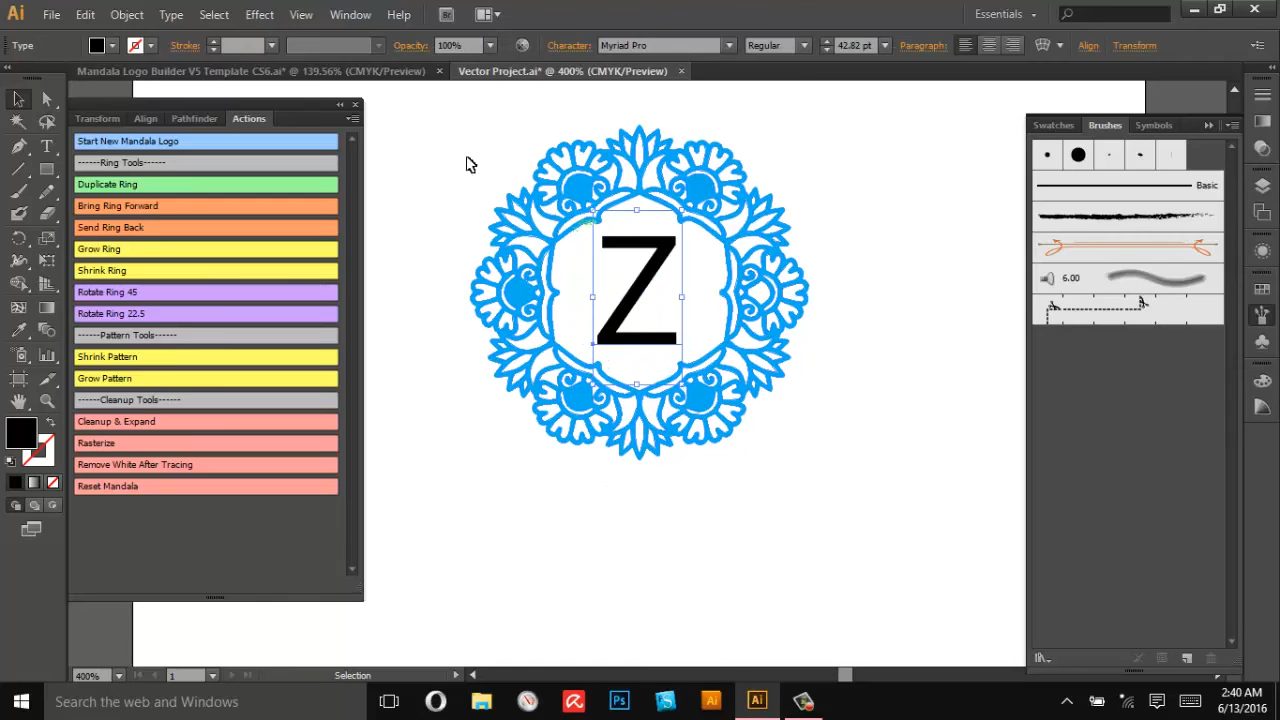 Ai File Edit Object Type Select Effect View Window Help Br Essentials
Type Stroke: Opacity: 100% Character: Myriad Pro Regular 42.82 pt Paragraph: Align Transform
Mandala Logo Builder V5 Template CS6.ai* @ 139.56% (CMYK/Preview) × Vector Project.ai* @ 400% (CMYK/Preview) ×
Transform Align Pathfinder Actions
Start New Mandala Logo
------Ring Tools------
Duplicate Ring
Bring Ring Forward
Send Ring Back
Grow Ring
Shrink Ring
Rotate Ring 45
Rotate Ring 22.5
------Pattern Tools------
Shrink Pattern
Grow Pattern
------Cleanup Tools------
Cleanup & Expand
Rasterize
Remove White After Tracing
Reset Mandala
Z
Swatches Brushes Symbols
Basic
6.00
400% 1 Selection
Search the web and Windows
Ps
Ai
Ai
2:40 AM
6/13/2016